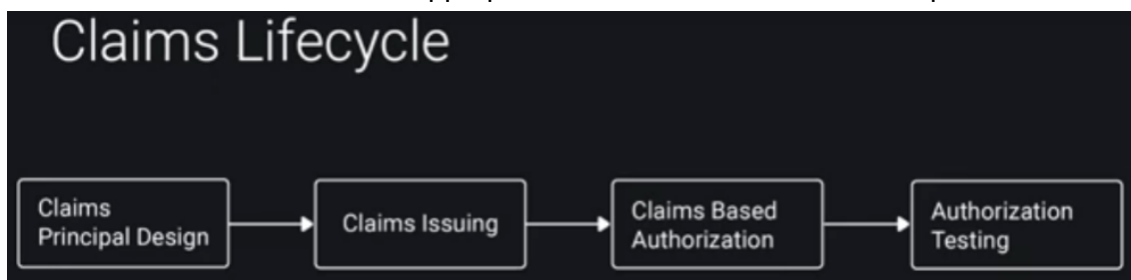 Claims Lifecycle
Claims
Principal Design
Claims Issuing
Claims Based
Authorization
Authorization
Testing